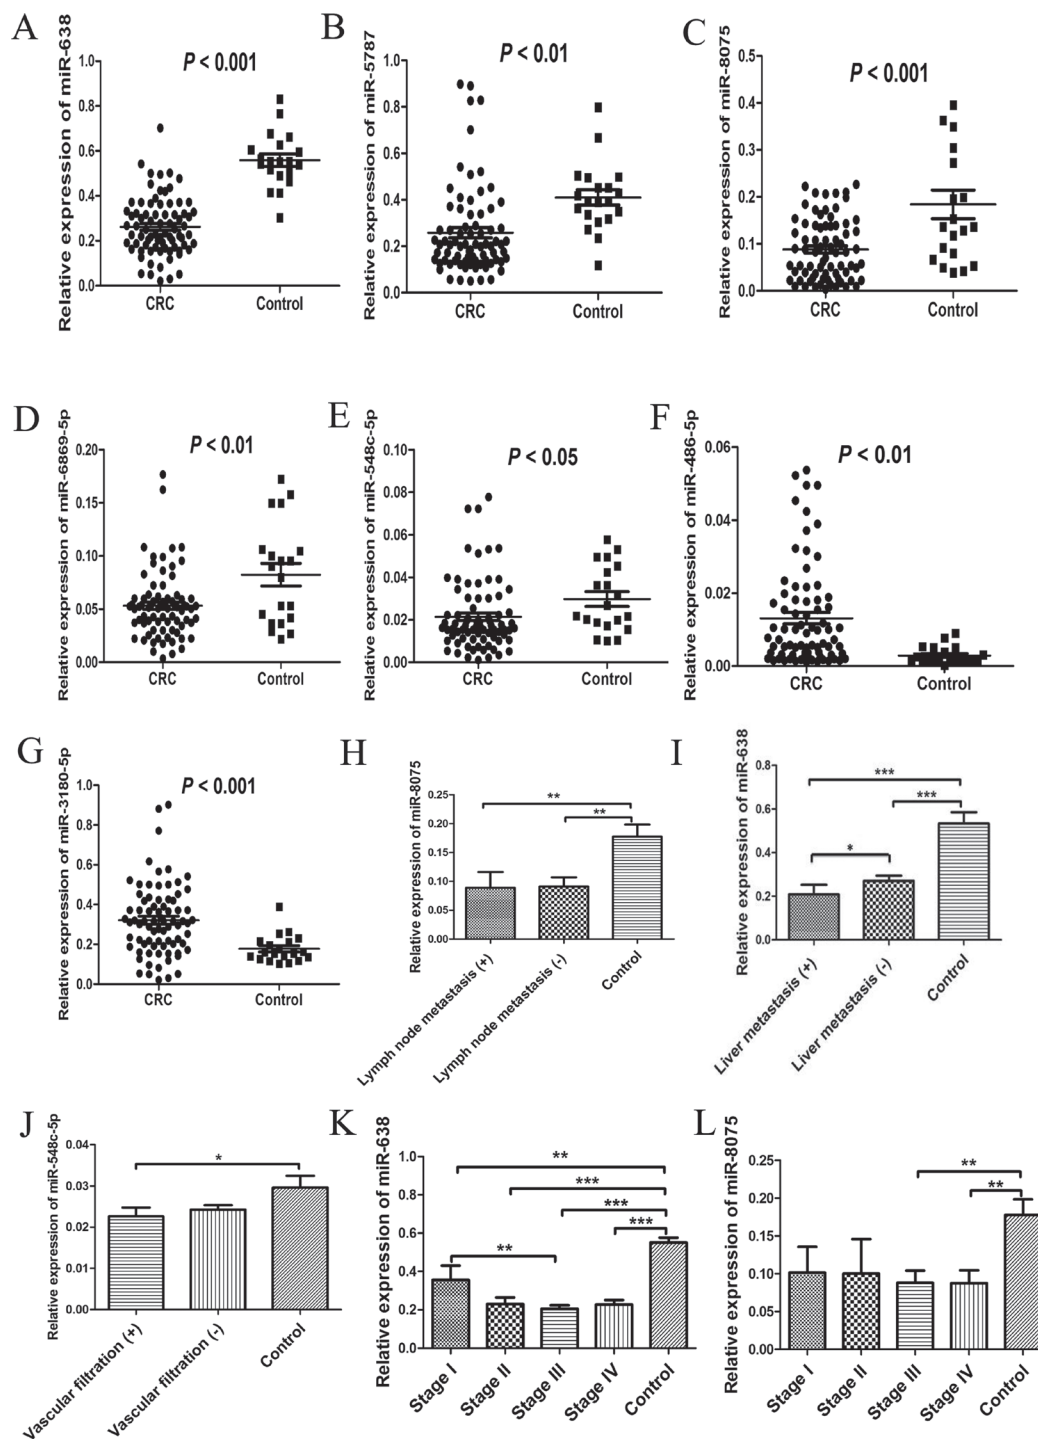 A
Relative expression of miR-638
P < 0.001
1.0
0.8
0.6
0.4
0.2
0.0
CRC
Control
B
Relative expression of miR-5787
P < 0.01
1.0
0.8
0.6
0.4
0.2
0.0
CRC
Control
C
Relative expression of miR-8075
P < 0.001
0.5
0.4
0.3
0.2
0.1
0.0
CRC
Control
D
Relative expression of miR-6869-5p
P < 0.01
0.20
0.15
0.10
0.05
0.00
CRC
Control
E
Relative expression of miR-548c-5p
P < 0.05
0.10
0.08
0.06
0.04
0.02
0.00
CRC
Control
F
Relative expression of miR-486-5p
P < 0.01
0.06
0.04
0.02
0.00
CRC
Control
G
Relative expression of miR-3180-5p
P < 0.001
1.0
0.8
0.6
0.4
0.2
0.0
CRC
Control
H
Relative expression of miR-8075
0.25
0.20
0.15
0.10
0.05
0.00
**
**
Lymph node metastasis (+)
Lymph node metastasis (-)
Control
I
Relative expression of miR-638
0.8
0.6
0.4
0.2
0.0
***
***
*
Liver metastasis (+)
Liver metastasis (-)
Control
J
Relative expression of miR-548c-5p
0.04
0.03
0.02
0.01
0.00
*
Vascular filtration (+)
Vascular filtration (-)
Control
K
Relative expression of miR-638
1.0
0.8
0.6
0.4
0.2
0.0
**
***
***
***
**
Stage I
Stage II
Stage III
Stage IV
Control
L
Relative expression of miR-8075
0.25
0.20
0.15
0.10
0.05
0.00
**
**
Stage I
Stage II
Stage III
Stage IV
Control